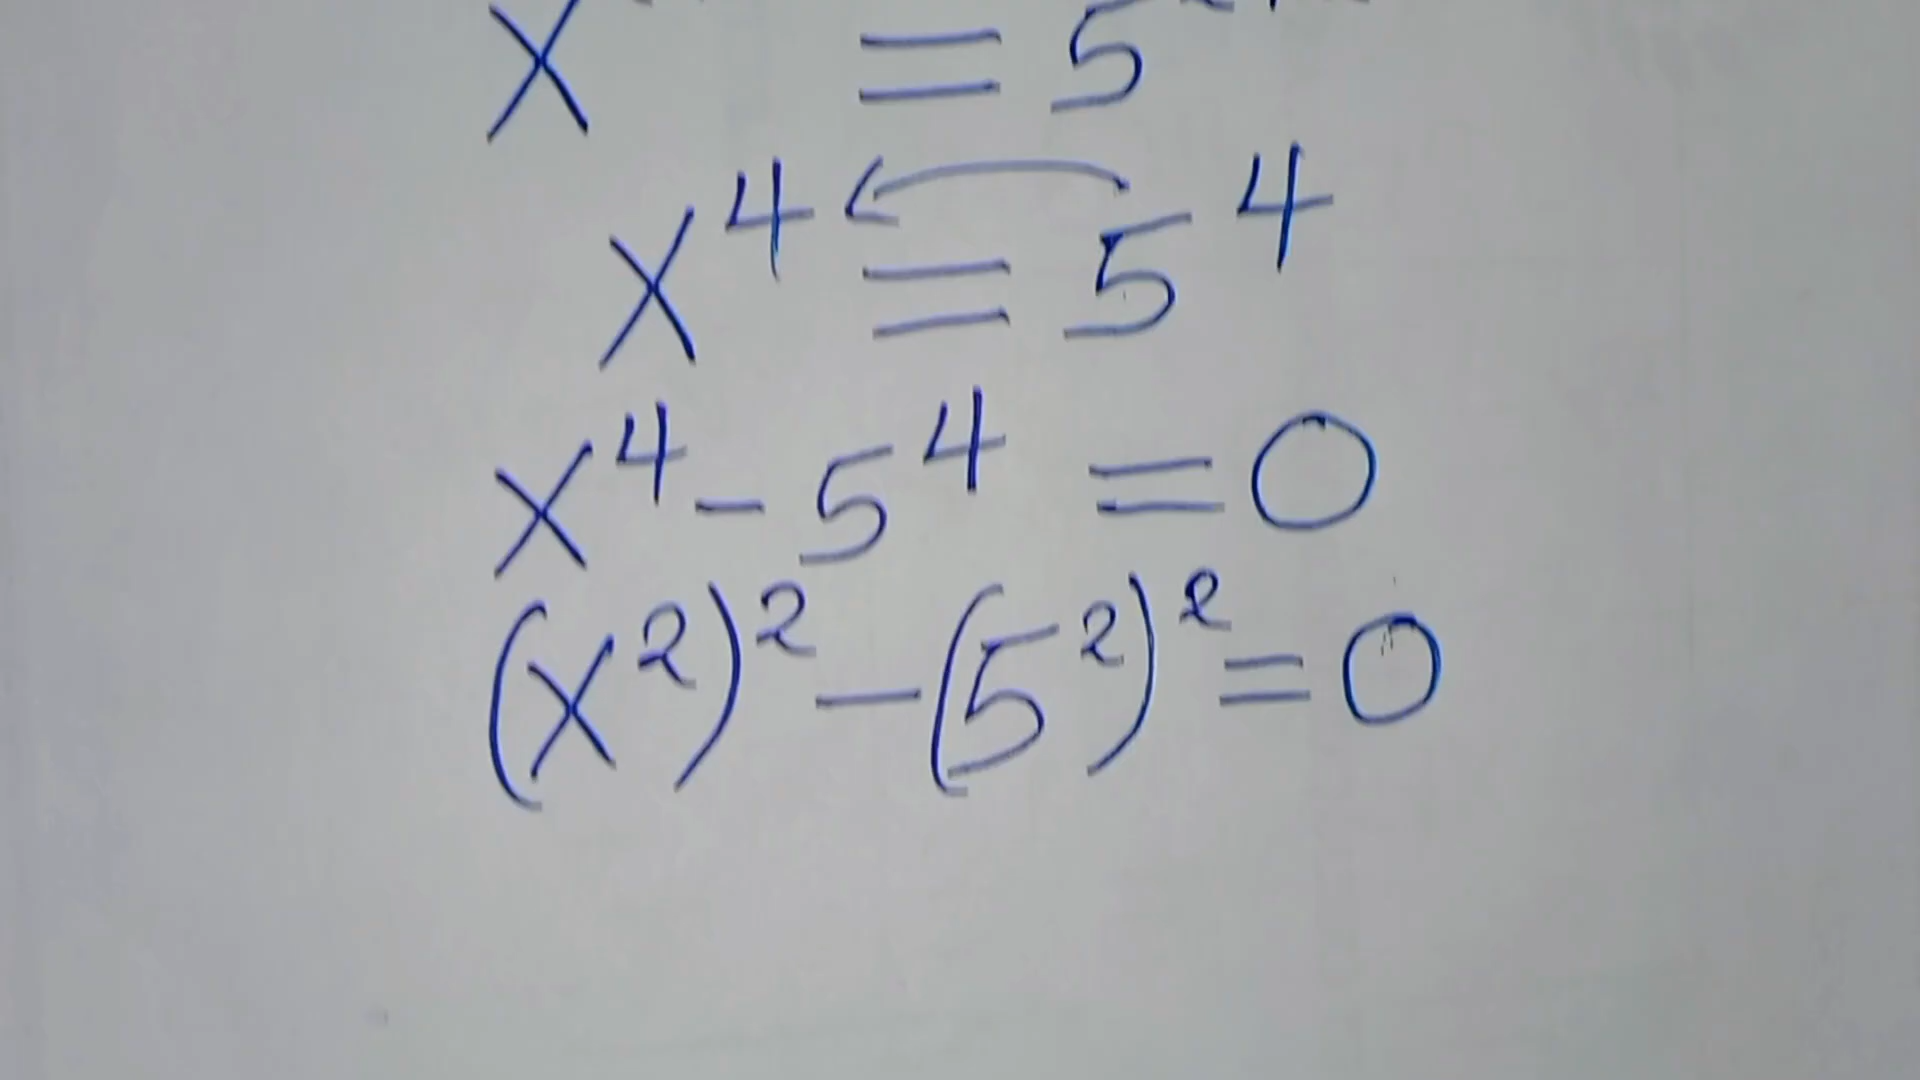 x = 5
x⁴ = 5⁴
x⁴ - 5⁴ = 0
(x²)² - (5²)² = 0